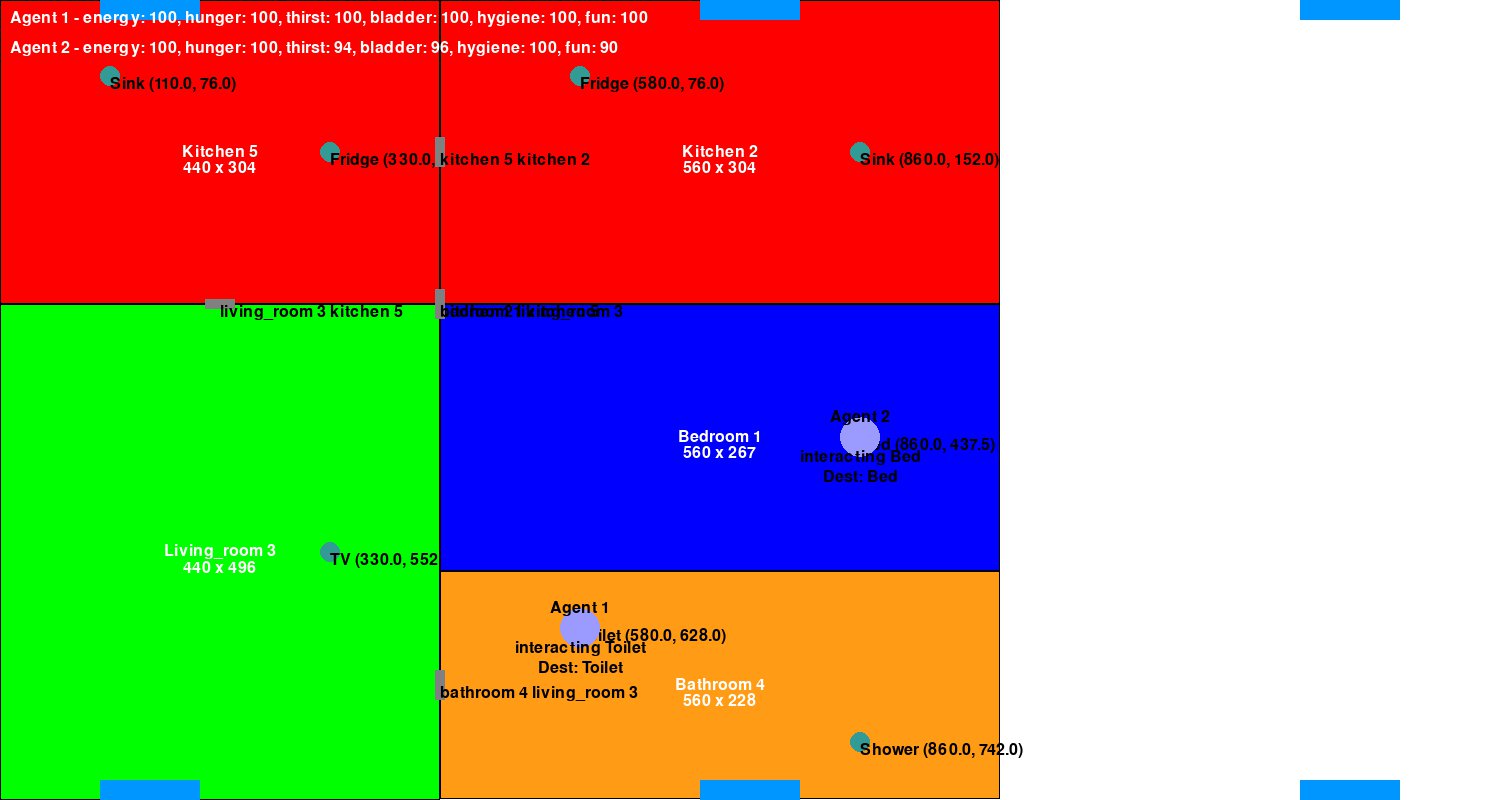 Agent 1 - energy: 100, hunger: 100, thirst: 100, bladder: 100, hygiene: 100, fun: 100
Agent 2 - energy: 100, hunger: 100, thirst: 94, bladder: 96, hygiene: 100, fun: 90
Sink (110.0, 76.0)
Fridge (580.0, 76.0)
Kitchen 5
440 x 304
Fridge (330.0,
kitchen 5 kitchen 2
Kitchen 2
560 x 304
Sink (860.0, 152.0)
living_room 3 kitchen 5
Agent 2
(860.0, 437.5)
interacting Bed
Dest: Bed
Bedroom 1
560 x 267
Living_room 3
440 x 496
TV (330.0, 552
Agent 1
(580.0, 628.0)
interacting Toilet
Dest: Toilet
bathroom 4 living_room 3
Bathroom 4
560 x 228
Shower (860.0, 742.0)